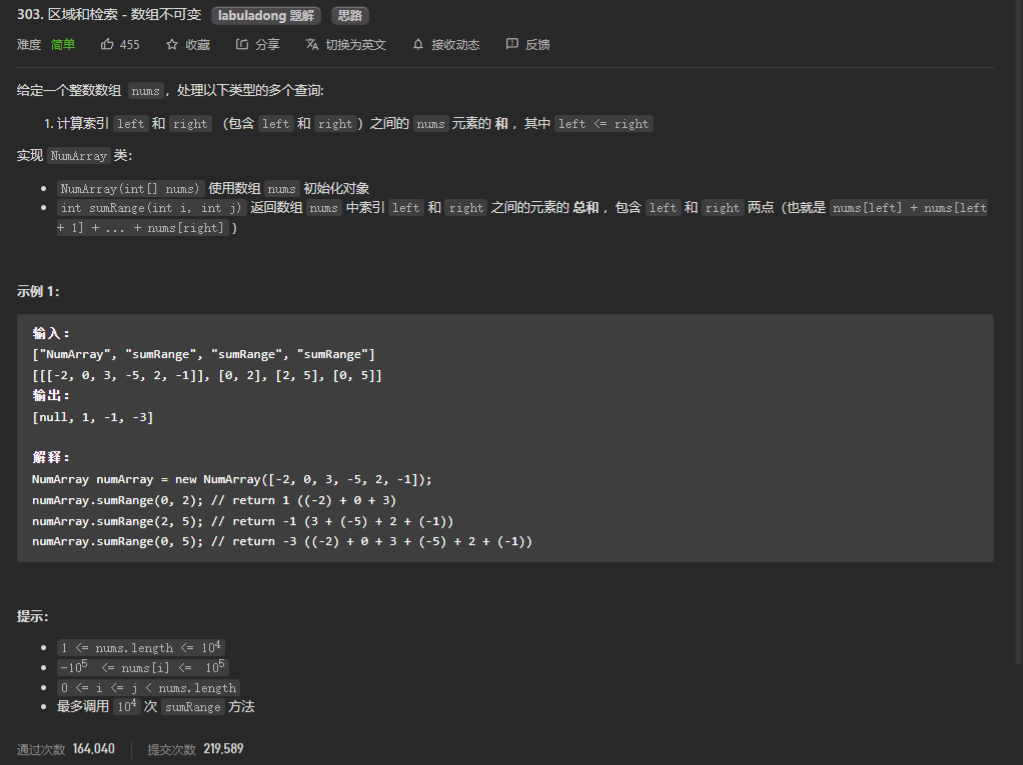 303. 区域和检索 - 数组不可变 labuladong 题解 思路
难度 简单 455 收藏 分享 切换为英文 接收动态 反馈
给定一个整数数组 nums，处理以下类型的多个查询:
1. 计算索引 left 和 right （包含 left 和 right）之间的 nums 元素的 和 ，其中 left <= right
实现 NumArray 类：
• NumArray(int[] nums) 使用数组 nums 初始化对象
• int sumRange(int i, int j) 返回数组 nums 中索引 left 和 right 之间的元素的 总和 ，包含 left 和 right 两点（也就是 nums[left] + nums[left
+ 1] + ... + nums[right] )
示例 1：
输入：
["NumArray", "sumRange", "sumRange", "sumRange"]
[[[-2, 0, 3, -5, 2, -1]], [0, 2], [2, 5], [0, 5]]
输出：
[null, 1, -1, -3]
解释：
NumArray numArray = new NumArray([-2, 0, 3, -5, 2, -1]);
numArray.sumRange(0, 2); // return 1 ((-2) + 0 + 3)
numArray.sumRange(2, 5); // return -1 (3 + (-5) + 2 + (-1))
numArray.sumRange(0, 5); // return -3 ((-2) + 0 + 3 + (-5) + 2 + (-1))
提示：
• 1 <= nums.length <= 10⁴
• -10⁵ <= nums[i] <= 10⁵
• 0 <= i <= j < nums.length
• 最多调用 10⁴ 次 sumRange 方法
通过次数 164,040 提交次数 219,589